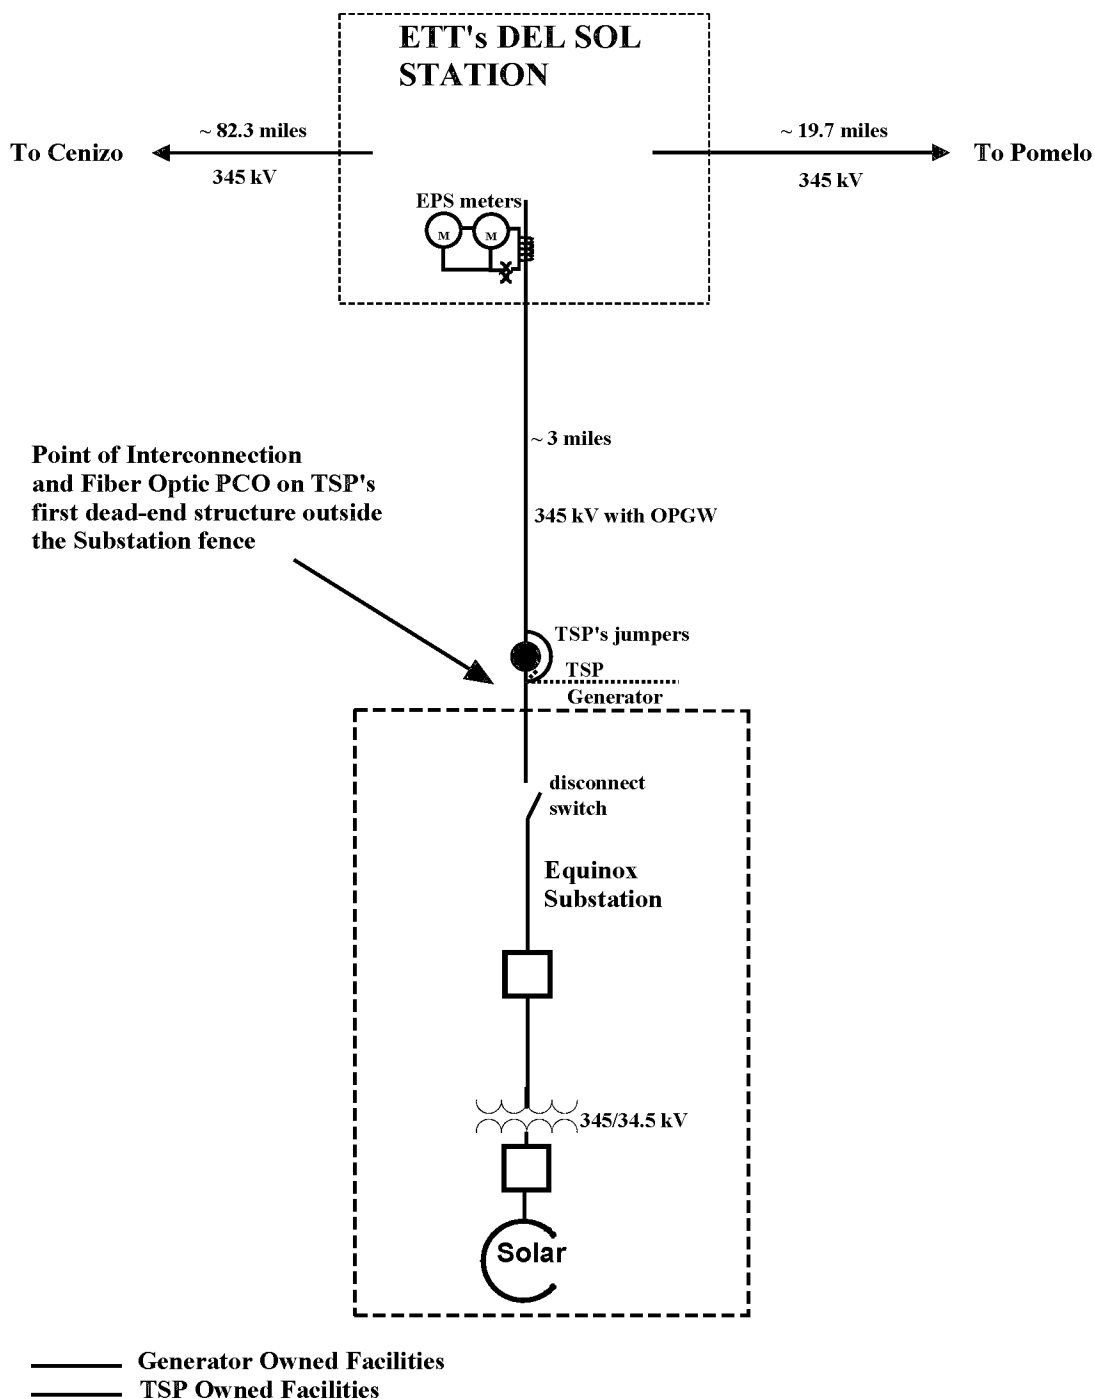 ETT's DEL SOL
STATION
~ 82.3 miles
To Cenizo
345 kV
~ 19.7 miles
To Pomelo
345 kV
EPS meters
M M
~ 3 miles
Point of Interconnection
and Fiber Optic PCO on TSP's
first dead-end structure outside
the Substation fence
345 kV with OPGW
TSP's jumpers
TSP
Generator
disconnect
switch
Equinox
Substation
345/34.5 kV
Solar
Generator Owned Facilities
TSP Owned Facilities